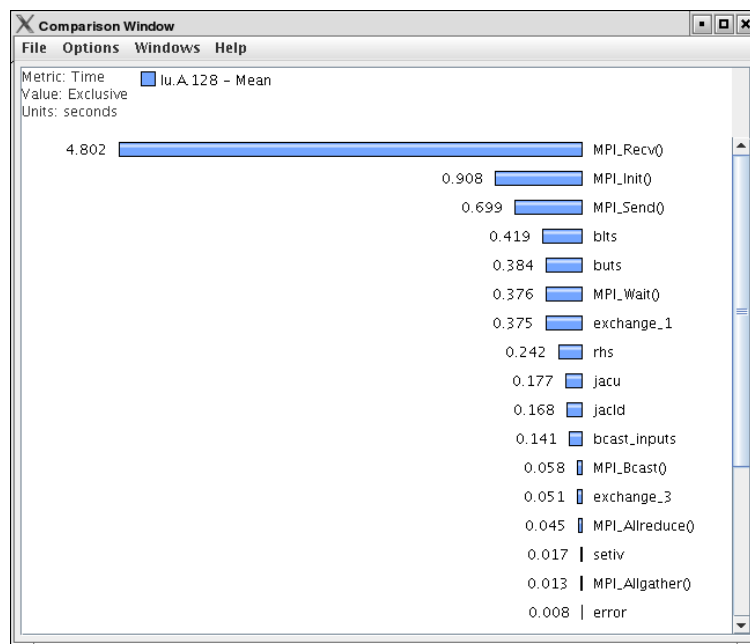 Comparison Window
File Options Windows Help
Metric: Time
Value: Exclusive
Units: seconds
lu.A.128 - Mean
4.802 MPI_Recv()
0.908 MPI_Init()
0.699 MPI_Send()
0.419 blts
0.384 buts
0.376 MPI_Wait()
0.375 exchange_1
0.242 rhs
0.177 jacu
0.168 jacld
0.141 bcast_inputs
0.058 MPI_Bcast()
0.051 exchange_3
0.045 MPI_Allreduce()
0.017 setiv
0.013 MPI_Allgather()
0.008 error